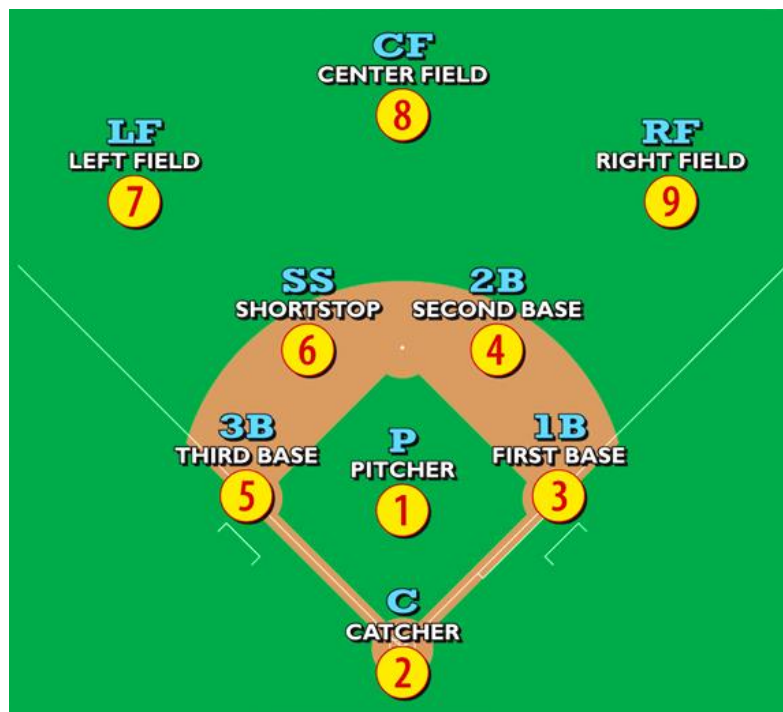 CF
CENTER FIELD
8
LF
LEFT FIELD
7
RF
RIGHT FIELD
9
SS
SHORTSTOP
6
2B
SECOND BASE
4
3B
THIRD BASE
5
P
PITCHER
1
1B
FIRST BASE
3
C
CATCHER
2